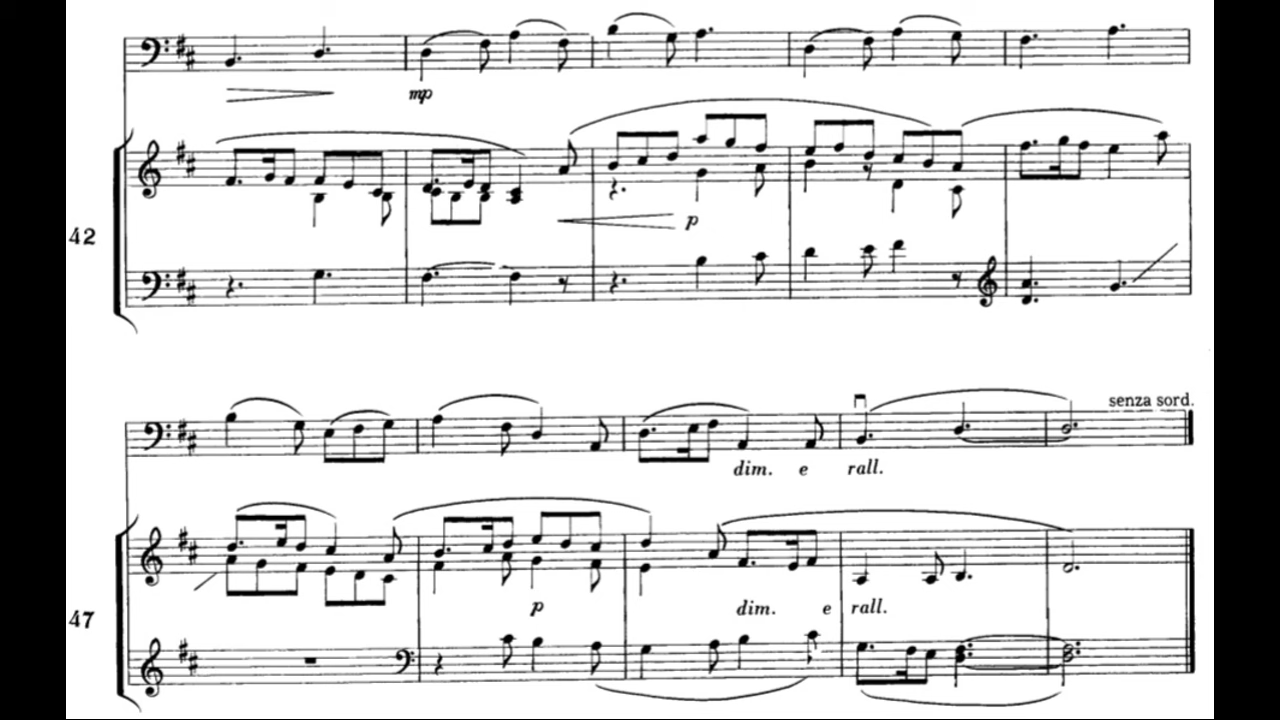 mp
42
p
senza sord.
dim. e rall.
47
p
dim. e rall.